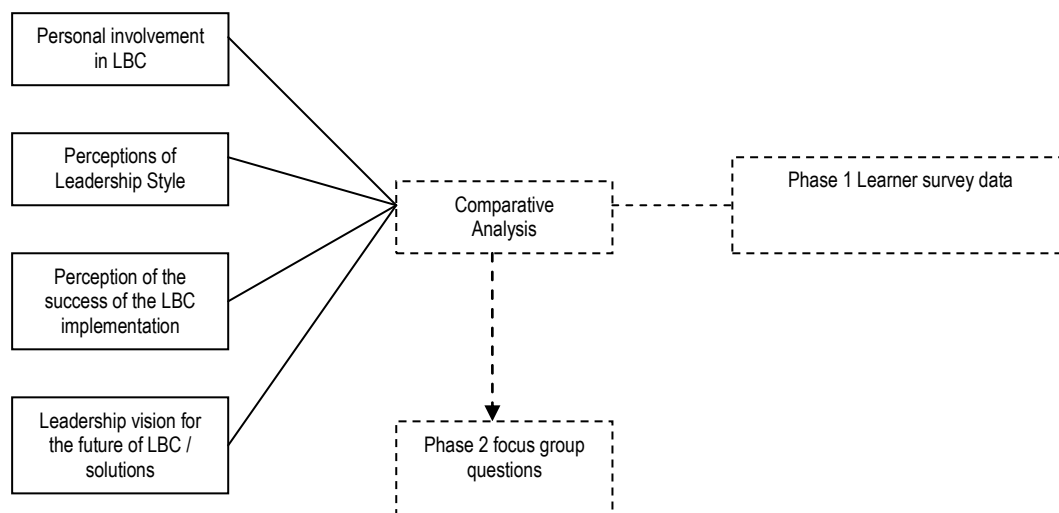 Personal involvement
in LBC
Perceptions of
Leadership Style
Perception of the
success of the LBC
implementation
Leadership vision for
the future of LBC /
solutions
Comparative
Analysis
Phase 1 Learner survey data
Phase 2 focus group
questions